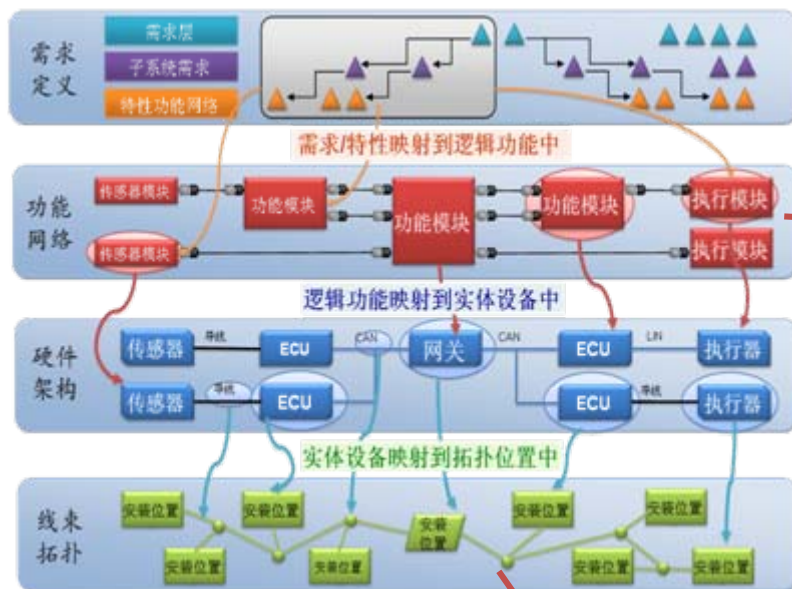 需求
定义
需求层
子系统需求
特性功能网络
需求/特性映射到逻辑功能中
功能
网络
传感器模块
传感器模块
功能模块
功能模块
功能模块
执行模块
执行模块
逻辑功能映射到实体设备中
硬件
架构
传感器
导线
ECU
CAN
网关
CAN
ECU
LIN
执行器
传感器
导线
ECU
ECU
导线
执行器
实体设备映射到拓扑位置中
线束
拓扑
安装位置
安装位置
安装
位置
安装位置
安装位置
安装位置
安装位置
安装位置
安装位置